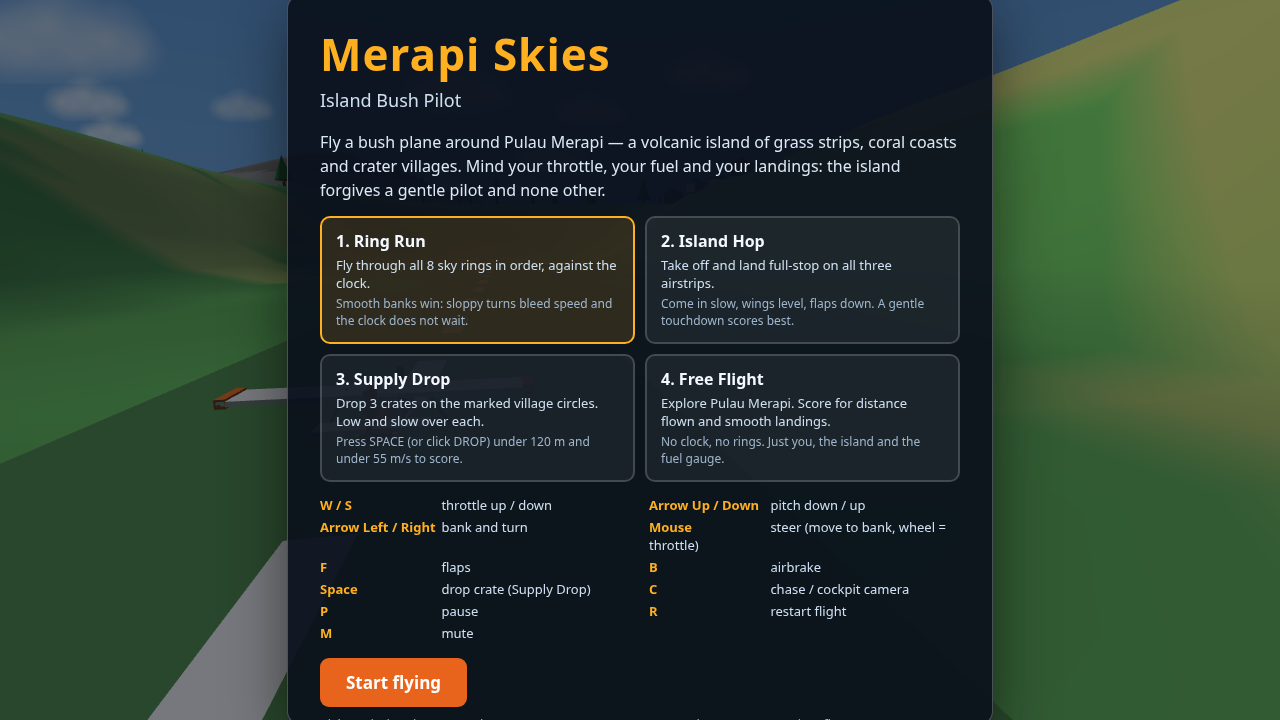 Merapi Skies
Island Bush Pilot
Fly a bush plane around Pulau Merapi — a volcanic island of grass strips, coral coasts
and crater villages. Mind your throttle, your fuel and your landings: the island
forgives a gentle pilot and none other.
1. Ring Run
Fly through all 8 sky rings in order, against the
clock.
Smooth banks win: sloppy turns bleed speed and
the clock does not wait.
2. Island Hop
Take off and land full-stop on all three
airstrips.
Come in slow, wings level, flaps down. A gentle
touchdown scores best.
3. Supply Drop
Drop 3 crates on the marked village circles.
Low and slow over each.
Press SPACE (or click DROP) under 120 m and
under 55 m/s to score.
4. Free Flight
Explore Pulau Merapi. Score for distance
flown and smooth landings.
No clock, no rings. Just you, the island and the
fuel gauge.
W / S throttle up / down
Arrow Up / Down pitch down / up
Arrow Left / Right bank and turn
Mouse steer (move to bank, wheel =
throttle)
F flaps
B airbrake
Space drop crate (Supply Drop)
C chase / cockpit camera
P pause
R restart flight
M mute
Start flying